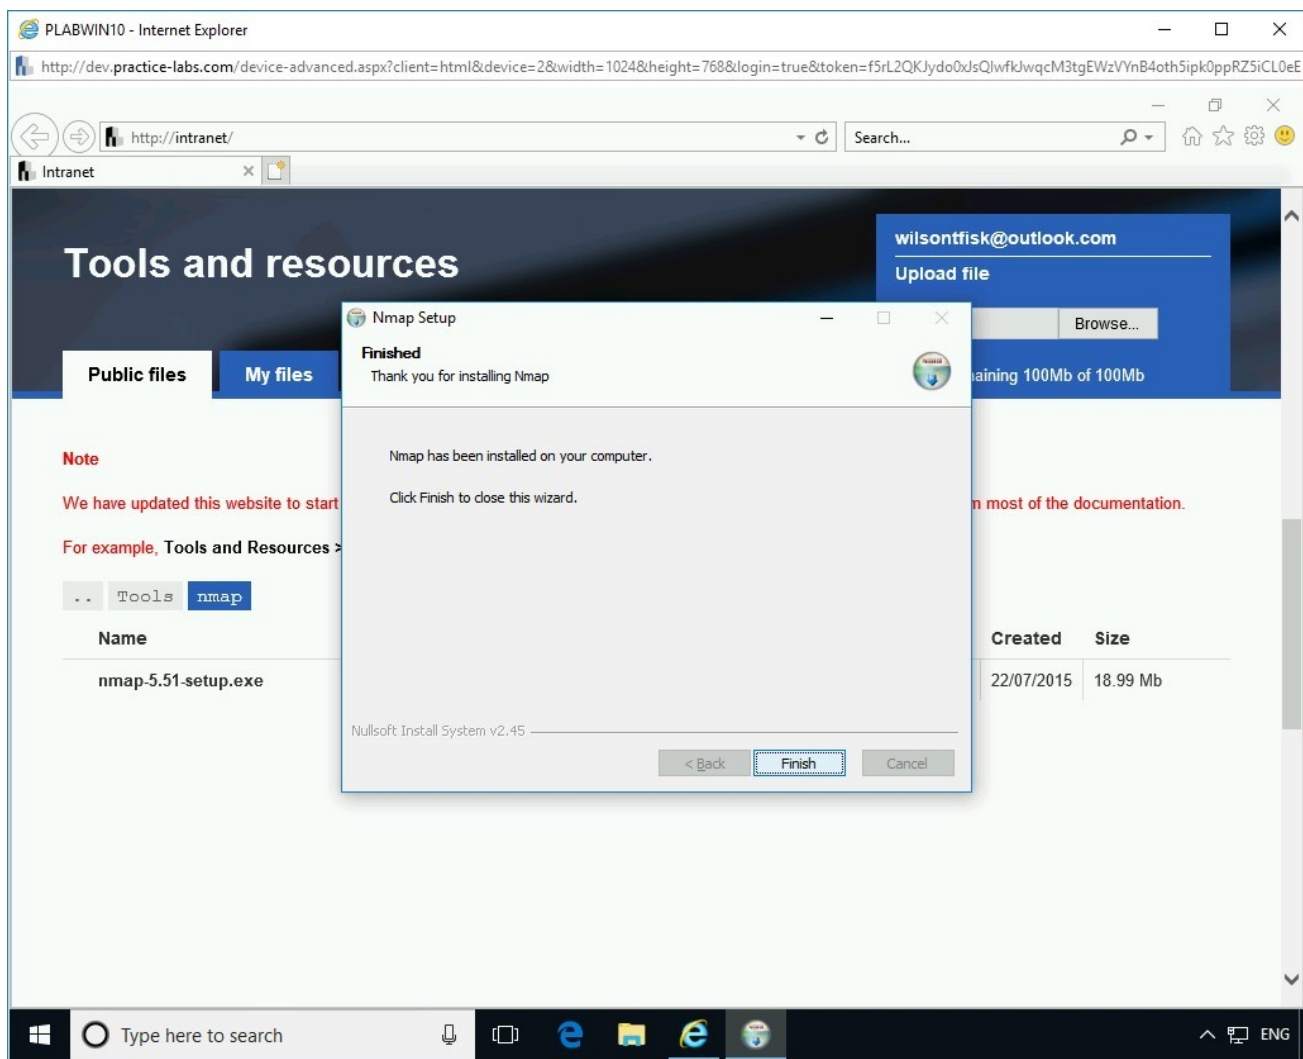 PLABWIN10 - Internet Explorer
http://dev.practice-labs.com/device-advanced.aspx?client=html&device=2&width=1024&height=768&login=true&token=f5rL2QKJydo0xJsQlwfkJwqcM3tgEWzVYnB4oth5ipk0ppRZ5iCL0eE
http://intranet/
Search...
Intranet
Tools and resources
wilsontfisk@outlook.com
Upload file
Browse...
aining 100Mb of 100Mb
Public files
My files
Nmap Setup
Finished
Thank you for installing Nmap
Nmap has been installed on your computer.
Click Finish to close this wizard.
Nullsoft Install System v2.45
< Back
Finish
Cancel
Note
We have updated this website to start
most of the documentation.
For example, Tools and Resources >
.. Tools nmap
Name Created Size
nmap-5.51-setup.exe 22/07/2015 18.99 Mb
Type here to search
ENG